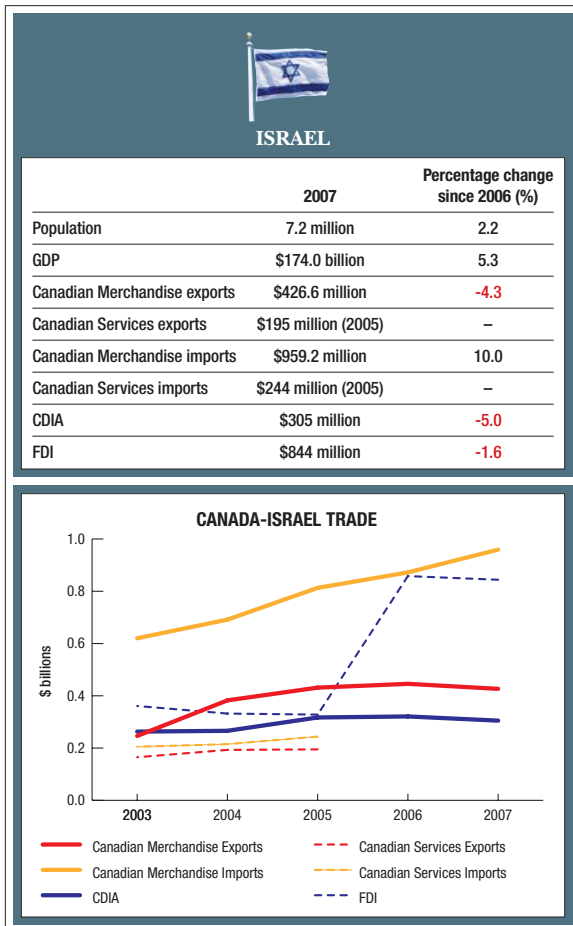 ISRAEL
2007 Percentage change since 2006 (%)
Population 7.2 million 2.2
GDP $174.0 billion 5.3
Canadian Merchandise exports $426.6 million -4.3
Canadian Services exports $195 million (2005) –
Canadian Merchandise imports $959.2 million 10.0
Canadian Services imports $244 million (2005) –
CDIA $305 million -5.0
FDI $844 million -1.6
CANADA-ISRAEL TRADE
$ billions
1.0
0.8
0.6
0.4
0.2
0.0
2003 2004 2005 2006 2007
Canadian Merchandise Exports Canadian Services Exports
Canadian Merchandise Imports Canadian Services Imports
CDIA FDI